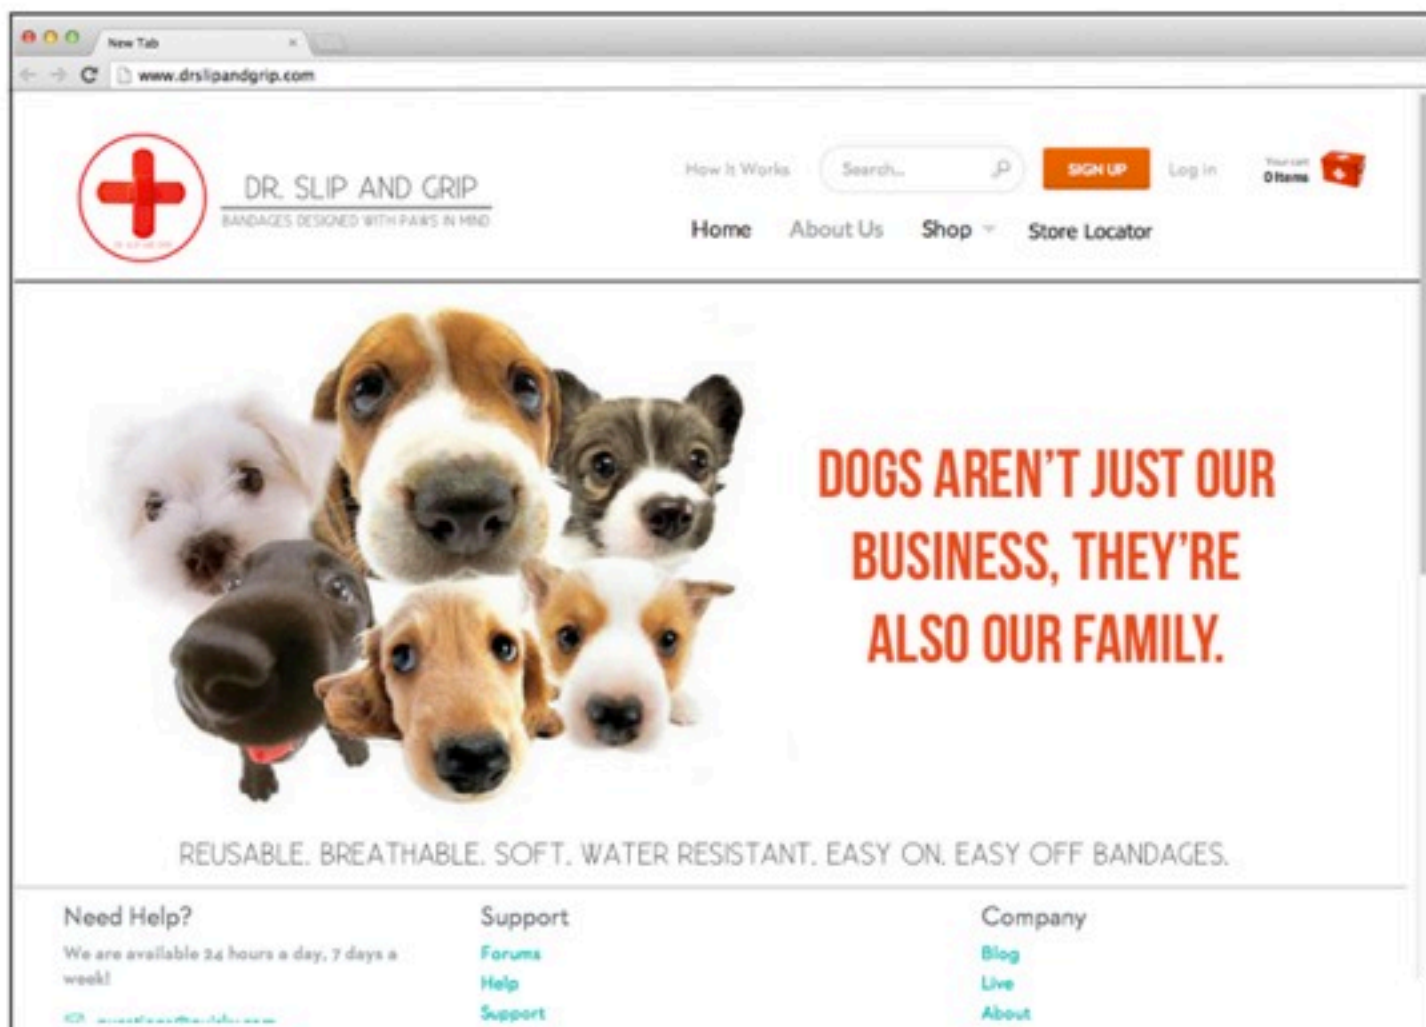 New Tab
www.drslipandgrip.com
How It Works
Search...
SIGN UP
Log in
Your cart
0 Items
DR. SLIP AND GRIP
BANDAGES DESIGNED WITH PAWS IN MIND
Home About Us Shop Store Locator
DOGS AREN'T JUST OUR
BUSINESS, THEY'RE
ALSO OUR FAMILY.
REUSABLE. BREATHABLE. SOFT. WATER RESISTANT. EASY ON. EASY OFF BANDAGES.
Need Help?
We are available 24 hours a day, 7 days a
week!
Support
Forums
Help
Support
Company
Blog
Live
About